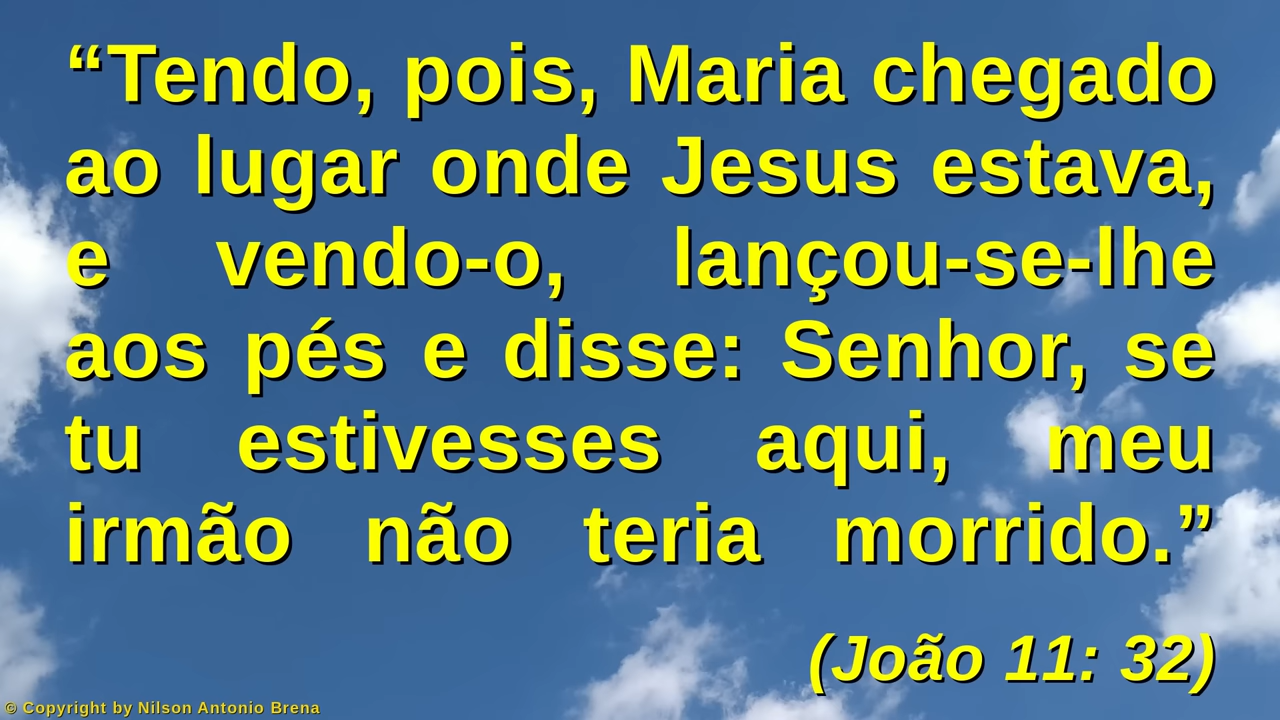 “Tendo, pois, Maria chegado
ao lugar onde Jesus estava,
e vendo-o, lançou-se-lhe
aos pés e disse: Senhor, se
tu estivesses aqui, meu
irmão não teria morrido.”
(João 11: 32)
© Copyright by Nilson Antonio Brena